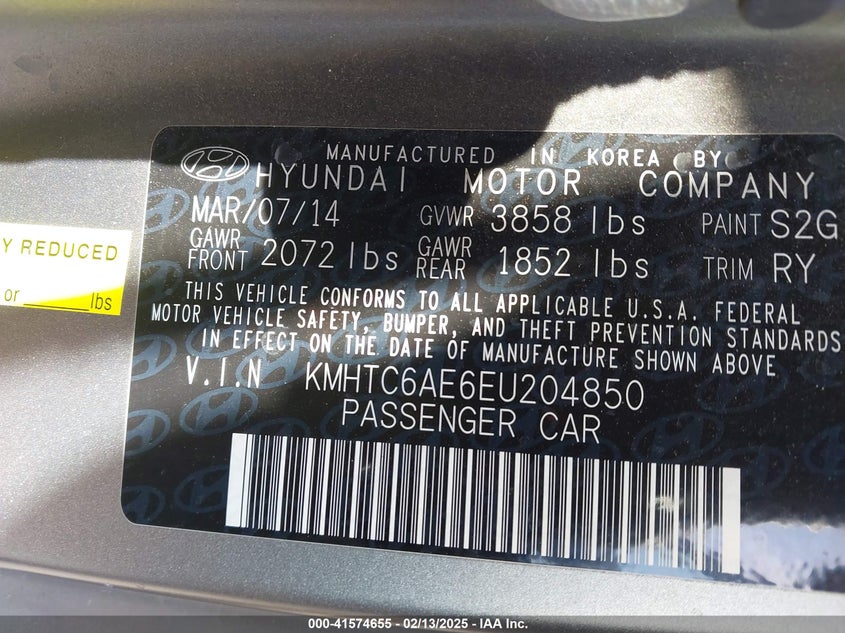 MANUFACTURED IN KOREA BY
HYUNDAI MOTOR COMPANY
MAR/07/14 GVWR 3858 lbs PAINT S2G
GAWR FRONT 2072 lbs GAWR REAR 1852 lbs TRIM RY
THIS VEHICLE CONFORMS TO ALL APPLICABLE U.S.A. FEDERAL
MOTOR VEHICLE SAFETY, BUMPER, AND THEFT PREVENTION STANDARDS
IN EFFECT ON THE DATE OF MANUFACTURE SHOWN ABOVE
V.I.N KMHTC6AE6EU204850
PASSENGER CAR
Y REDUCED
or ______lbs
000-41574655 - 02/13/2025 - IAA Inc.